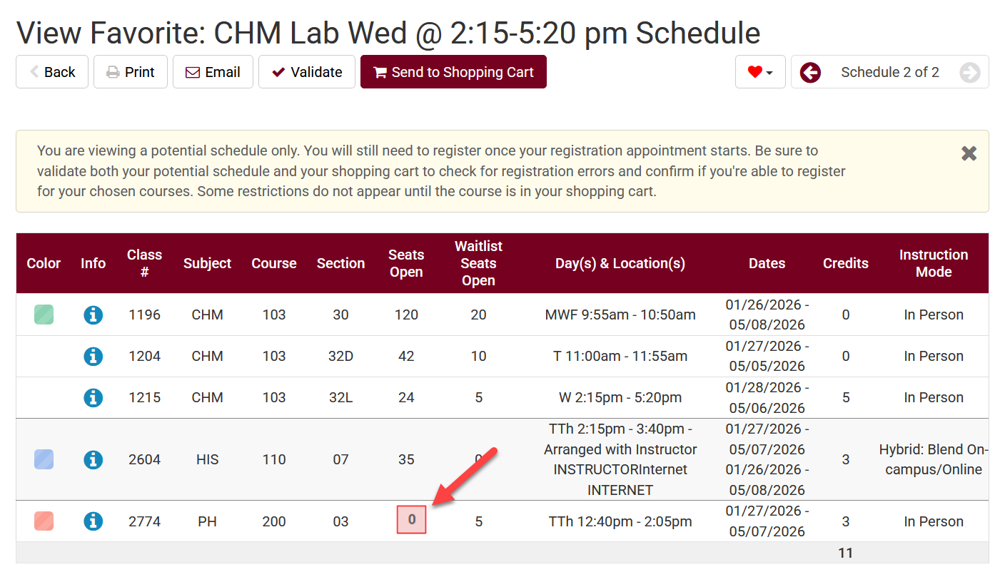 View Favorite: CHM Lab Wed @ 2:15-5:20 pm Schedule
Back Print Email Validate Send to Shopping Cart Schedule 2 of 2
You are viewing a potential schedule only. You will still need to register once your registration appointment starts. Be sure to
validate both your potential schedule and your shopping cart to check for registration errors and confirm if you're able to register
for your chosen courses. Some restrictions do not appear until the course is in your shopping cart.
Color Info Class # Subject Course Section Seats Open Waitlist Seats Open Day(s) & Location(s) Dates Credits Instruction Mode
1196 CHM 103 30 120 20 MWF 9:55am - 10:50am 01/26/2026 - 05/08/2026 0 In Person
1204 CHM 103 32D 42 10 T 11:00am - 11:55am 01/27/2026 - 05/05/2026 0 In Person
1215 CHM 103 32L 24 5 W 2:15pm - 5:20pm 01/28/2026 - 05/06/2026 5 In Person
2604 HIS 110 07 35 0 TTh 2:15pm - 3:40pm - Arranged with Instructor INSTRUCTORInternet INTERNET 01/27/2026 - 05/07/2026 01/26/2026 - 05/08/2026 3 Hybrid: Blend On-campus/Online
2774 PH 200 03 0 5 TTh 12:40pm - 2:05pm 01/27/2026 - 05/07/2026 3 In Person
11